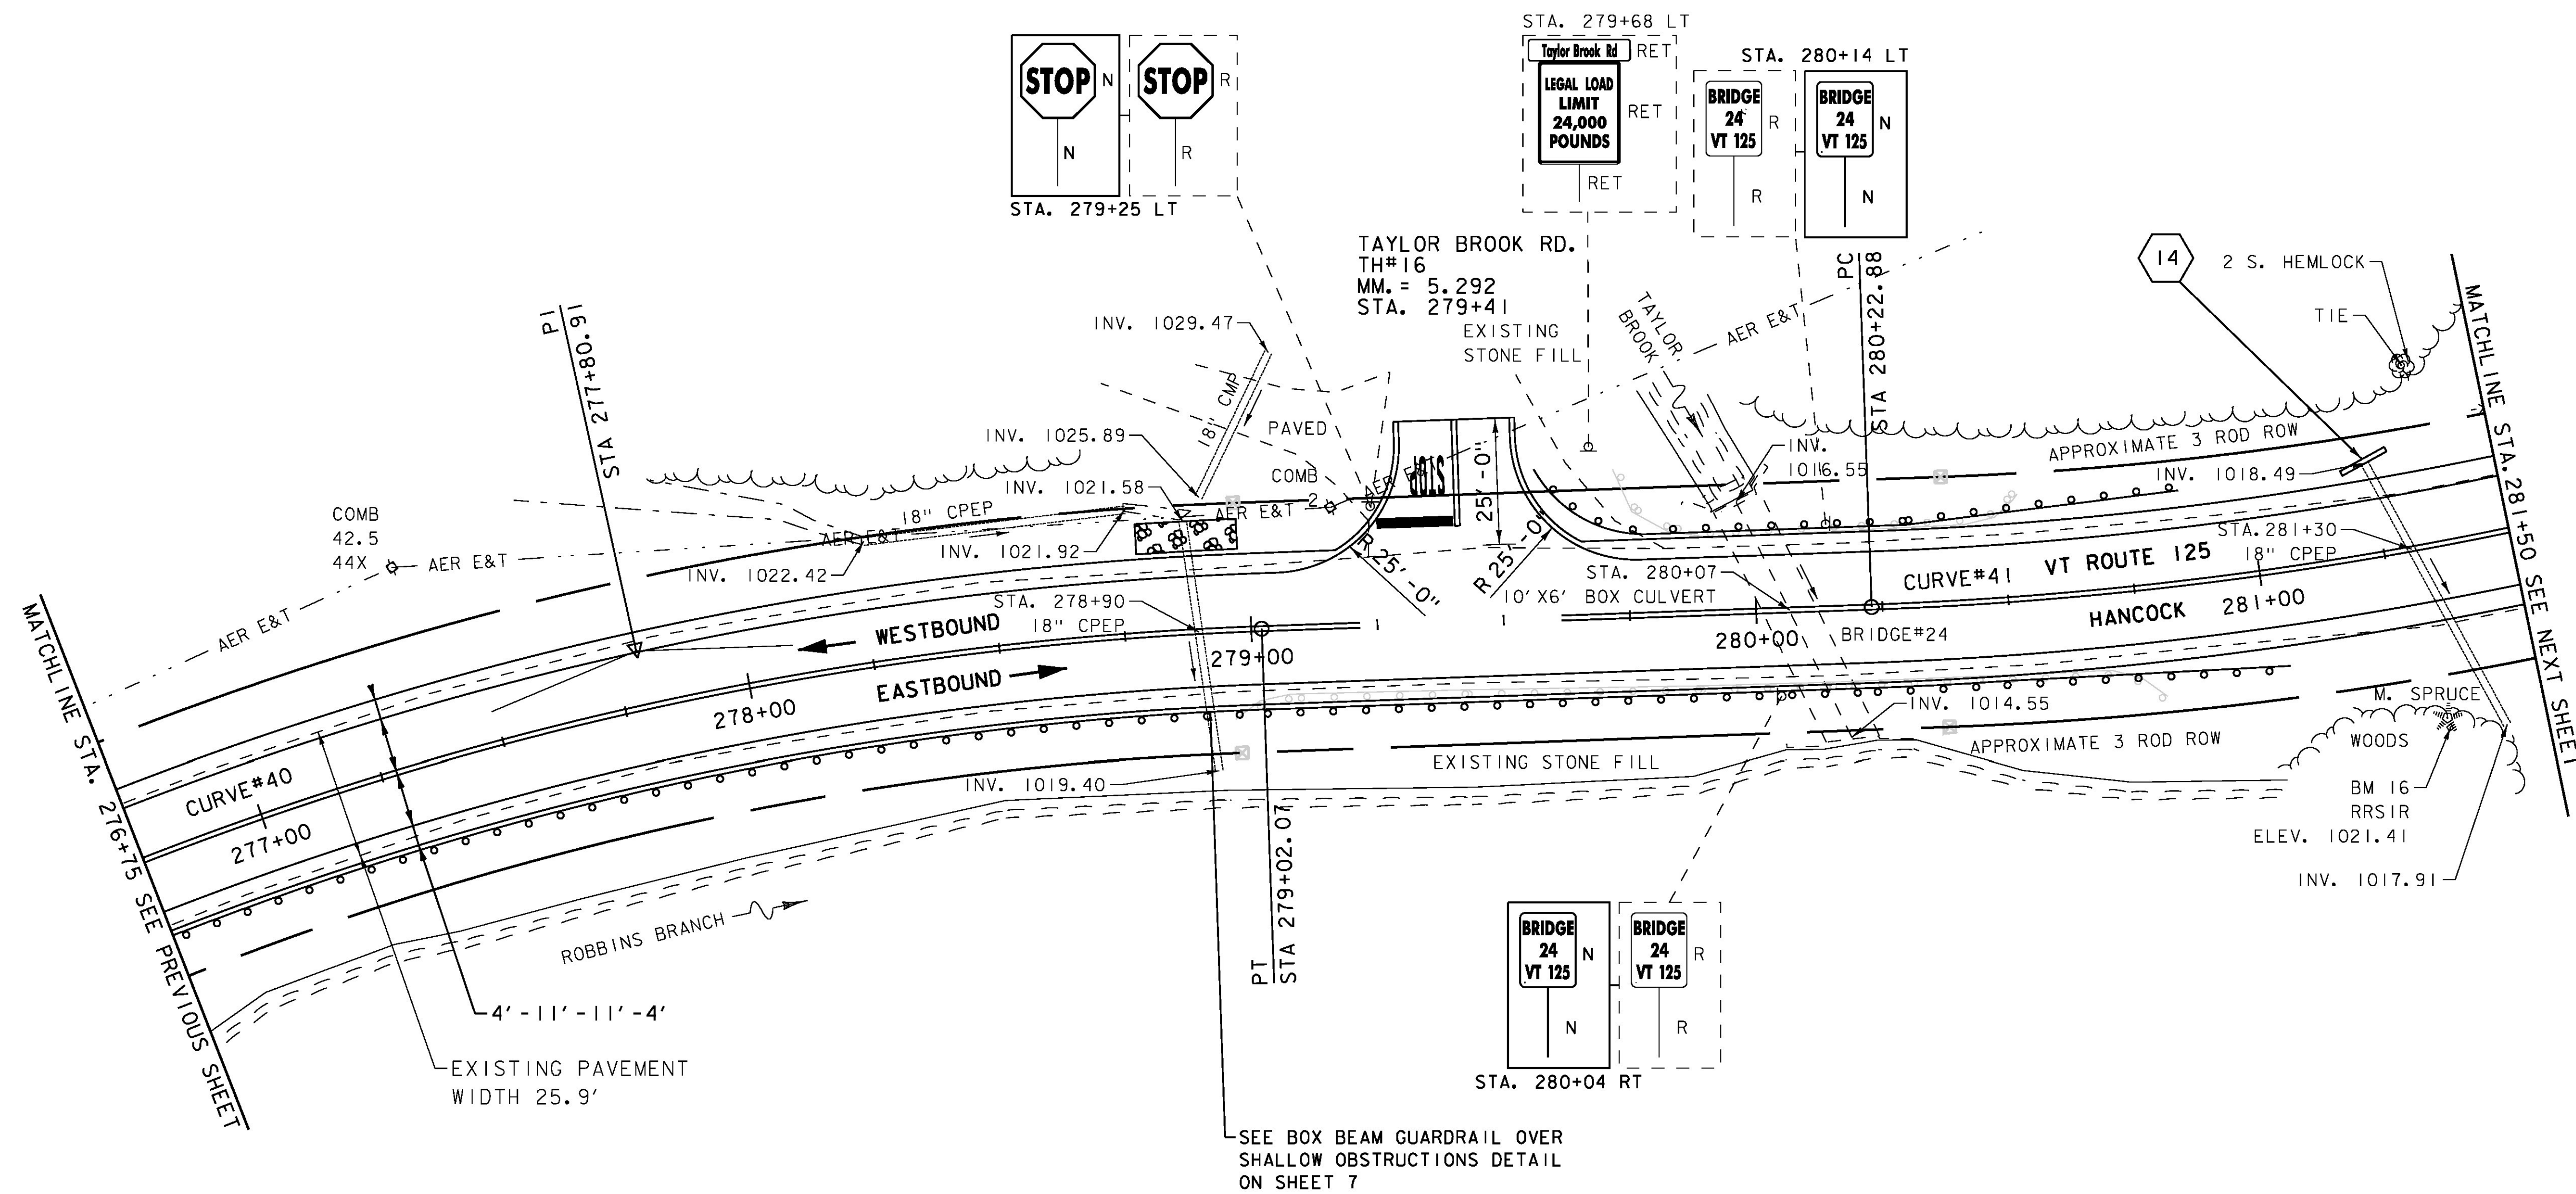 STA. 279+68 LT
STOP N
STOP R
N
R
STA. 279+25 LT
Taylor Brook Rd RET
LEGAL LOAD
LIMIT
24,000
POUNDS
RET
RET
STA. 280+14 LT
BRIDGE
24
VT 125
R
R
BRIDGE
24
VT 125
N
N
TAYLOR BROOK RD.
TH#16
MM. = 5.292
STA. 279+41
EXISTING
STONE FILL
TAYLOR
BROOK
AER E&T
PC
STA 280+22.88
14
2 S. HEMLOCK
TIE
MATCHLINE STA. 281+50 SEE NEXT SHEET
PI
STA 277+80.91
INV. 1029.47
18" CMP
INV. 1025.89
PAVED
INV. 1021.58
COMB
2
AER E&T
AER E&T
STOP
25'-0"
R 25'-0"
R 25'-0"
INV.
1016.55
APPROXIMATE 3 ROD ROW
INV. 1018.49
COMB
42.5
44X
AER E&T
AER E&T
AER E&T
18" CPEP
INV. 1021.92
INV. 1022.42
STA. 278+90
18" CPEP
WESTBOUND
EASTBOUND
STA. 280+07
10'X6' BOX CULVERT
CURVE#41
VT ROUTE 125
HANCOCK
STA.281+30
18" CPEP
277+00
278+00
279+00
280+00
281+00
BRIDGE#24
CURVE#40
MATCHLINE STA. 276+75 SEE PREVIOUS SHEET
INV. 1014.55
M. SPRUCE
WOODS
APPROXIMATE 3 ROD ROW
EXISTING STONE FILL
INV. 1019.40
BM 16
RRSIR
ELEV. 1021.41
INV. 1017.91
PT
STA 279+02.07
ROBBINS BRANCH
4'-11'-11'-4'
EXISTING PAVEMENT
WIDTH 25.9'
BRIDGE
24
VT 125
N
N
BRIDGE
24
VT 125
R
R
STA. 280+04 RT
SEE BOX BEAM GUARDRAIL OVER
SHALLOW OBSTRUCTIONS DETAIL
ON SHEET 7